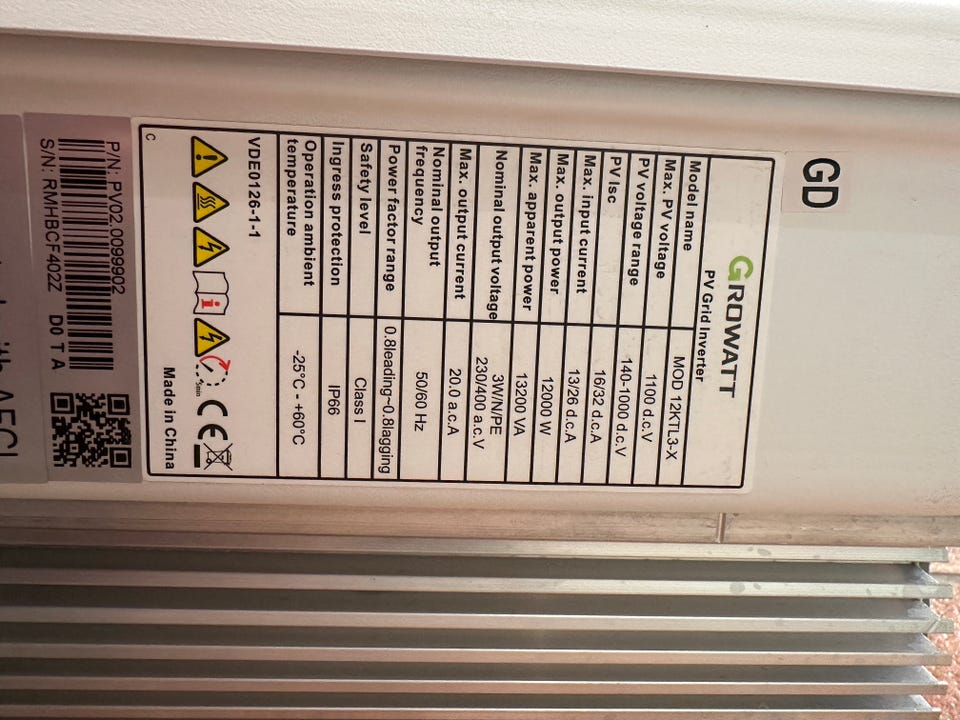 GD
GROWATT
PV Grid Inverter
Model name MOD 12KTL3-X
Max. PV voltage 1100 d.c.V
PV voltage range 140-1000 d.c.V
PV Isc 16/32 d.c.A
Max. input current 13/26 d.c.A
Max. output power 12000 W
Max. apparent power 13200 VA
Nominal output voltage 3W/N/PE
230/400 a.c.V
Max. output current 20.0 a.c.A
Nominal output
frequency 50/60 Hz
Power factor range 0.8leading~0.8lagging
Safety level Class I
Ingress protection IP66
Operation ambient
temperature -25°C - +60°C
VDE0126-1-1
5min
CE
Made in China
C
P/N: PV02.0099902
S/N: RMHBCF402Z D0 T A
with AFCI